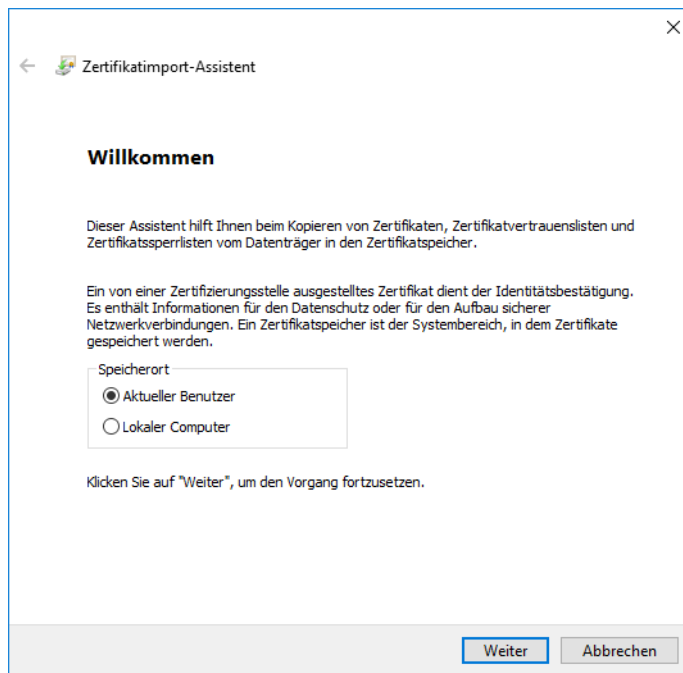 Zertifikatimport-Assistent
Willkommen
Dieser Assistent hilft Ihnen beim Kopieren von Zertifikaten, Zertifikatvertrauenslisten und
Zertifikatssperrlisten vom Datenträger in den Zertifikatspeicher.
Ein von einer Zertifizierungsstelle ausgestelltes Zertifikat dient der Identitätsbestätigung.
Es enthält Informationen für den Datenschutz oder für den Aufbau sicherer
Netzwerkverbindungen. Ein Zertifikatspeicher ist der Systembereich, in dem Zertifikate
gespeichert werden.
Speicherort
Aktueller Benutzer
Lokaler Computer
Klicken Sie auf "Weiter", um den Vorgang fortzusetzen.
Weiter
Abbrechen